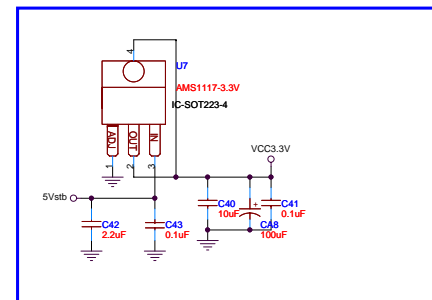 4
U7
AMS1117-3.3V
IC-SOT223-4
ADJ
OUT
IN
1
2
3
VCC3.3V
5Vstb
C42
2.2uF
C43
0.1uF
C40
10uF
+
CA8
100uF
C41
0.1uF